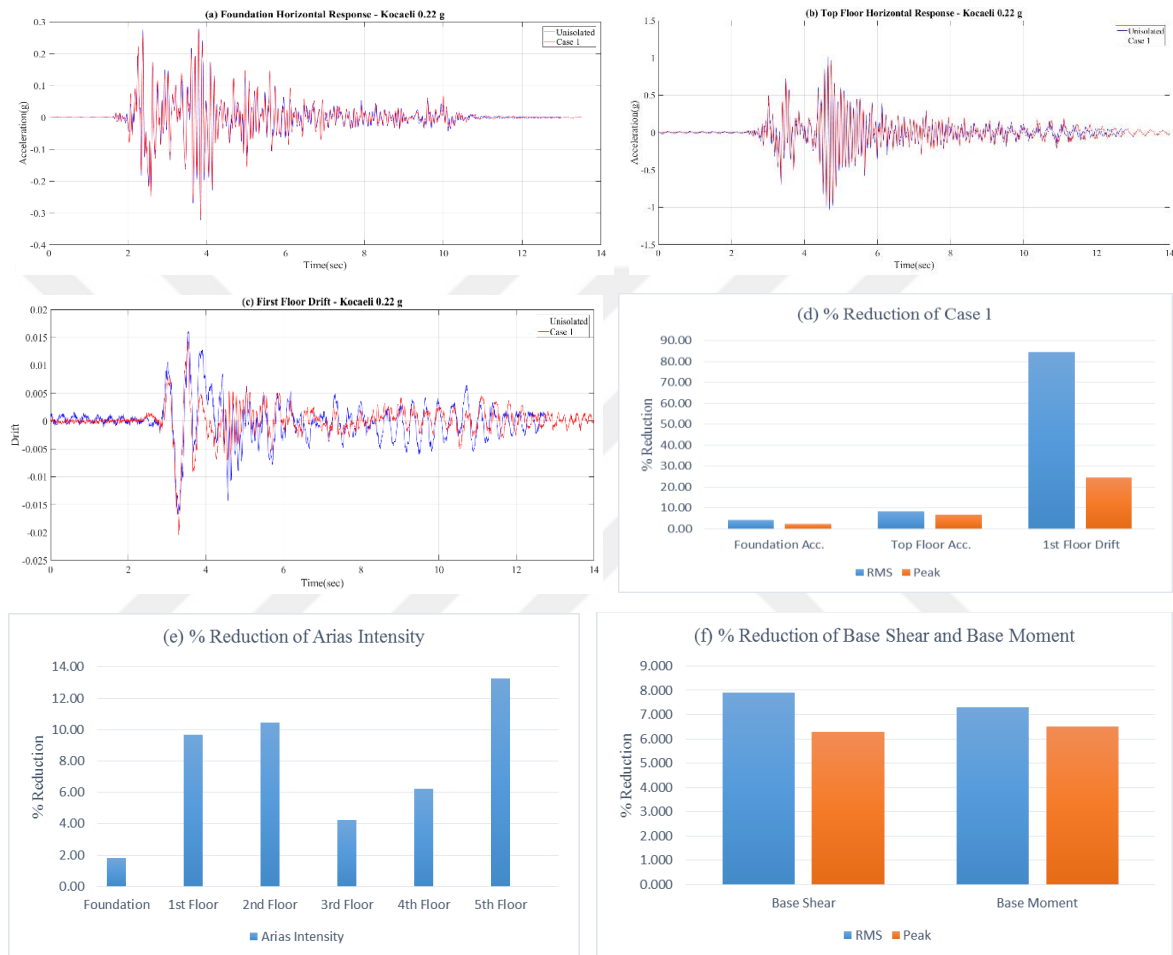 (a) Foundation Horizontal Response - Kocaeli 0.22 g
0.3
0.2
0.1
0
-0.1
-0.2
-0.3
0.4
Acceleration(g)
Unisolated
Case 1
0 2 4 6 8 10 12 14
Time(sec)
(b) Top Floor Horizontal Response - Kocaeli 0.22 g
1.5
1
0.5
0
-0.5
-1
-1.5
Acceleration(g)
Unisolated
Case 1
0 2 4 6 8 10 12 14
Time(sec)
(c) First Floor Drift - Kocaeli 0.22 g
0.02
0.015
0.01
0.005
0
-0.005
-0.01
-0.015
-0.02
-0.025
Drift
Unisolated
Case 1
0 2 4 6 8 10 12 14
Time(sec)
(d) % Reduction of Case 1
90.00
80.00
70.00
60.00
50.00
40.00
30.00
20.00
10.00
0.00
% Reduction
Foundation Acc. Top Floor Acc. 1st Floor Drift
RMS Peak
(e) % Reduction of Arias Intensity
14.00
12.00
10.00
8.00
6.00
4.00
2.00
0.00
% Reduction
Foundation 1st Floor 2nd Floor 3rd Floor 4th Floor 5th Floor
Arias Intensity
(f) % Reduction of Base Shear and Base Moment
9.000
8.000
7.000
6.000
5.000
4.000
3.000
2.000
1.000
0.000
% Reduction
Base Shear Base Moment
RMS Peak